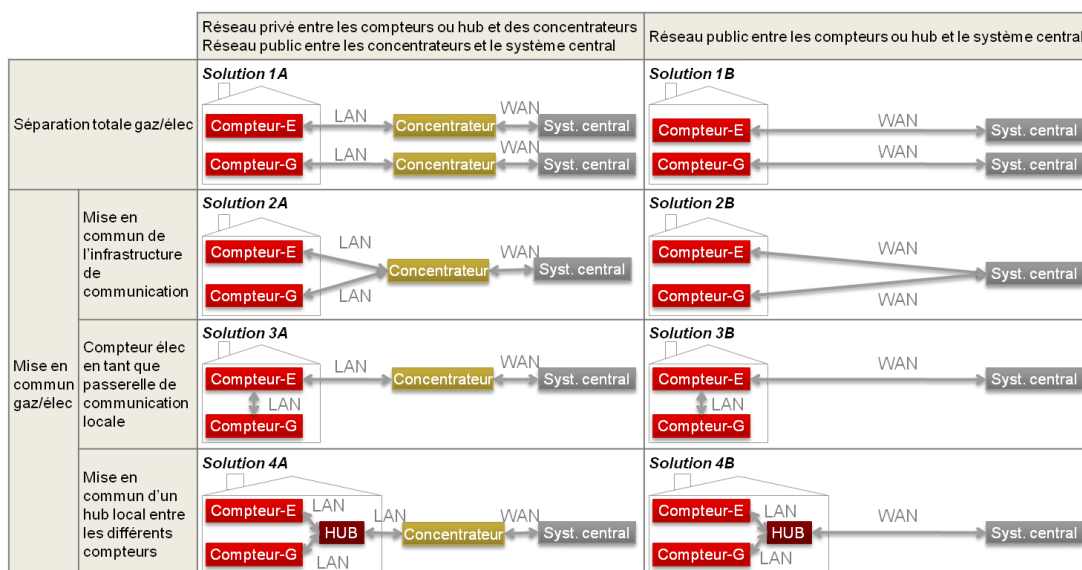 Réseau privé entre les compteurs ou hub et des concentrateurs
Réseau public entre les concentrateurs et le système central
Réseau public entre les compteurs ou hub et le système central
Séparation totale gaz/élec
Solution 1A
Compteur-E
LAN
Concentrateur
WAN
Syst. central
Compteur-G
LAN
Concentrateur
WAN
Syst. central
Solution 1B
Compteur-E
WAN
Syst. central
Compteur-G
WAN
Syst. central
Mise en
commun
gaz/élec
Mise en
commun de
l'infrastructure
de
communication
Solution 2A
Compteur-E
LAN
Concentrateur
WAN
Syst. central
Compteur-G
LAN
Solution 2B
Compteur-E
WAN
Syst. central
Compteur-G
WAN
Compteur élec
en tant que
passerelle de
communication
locale
Solution 3A
Compteur-E
LAN
Concentrateur
WAN
Syst. central
LAN
Compteur-G
Solution 3B
Compteur-E
WAN
Syst. central
LAN
Compteur-G
Mise en
commun d'un
hub local entre
les différents
compteurs
Solution 4A
Compteur-E
LAN
HUB
LAN
Concentrateur
WAN
Syst. central
Compteur-G
LAN
Solution 4B
Compteur-E
LAN
HUB
WAN
Syst. central
Compteur-G
LAN